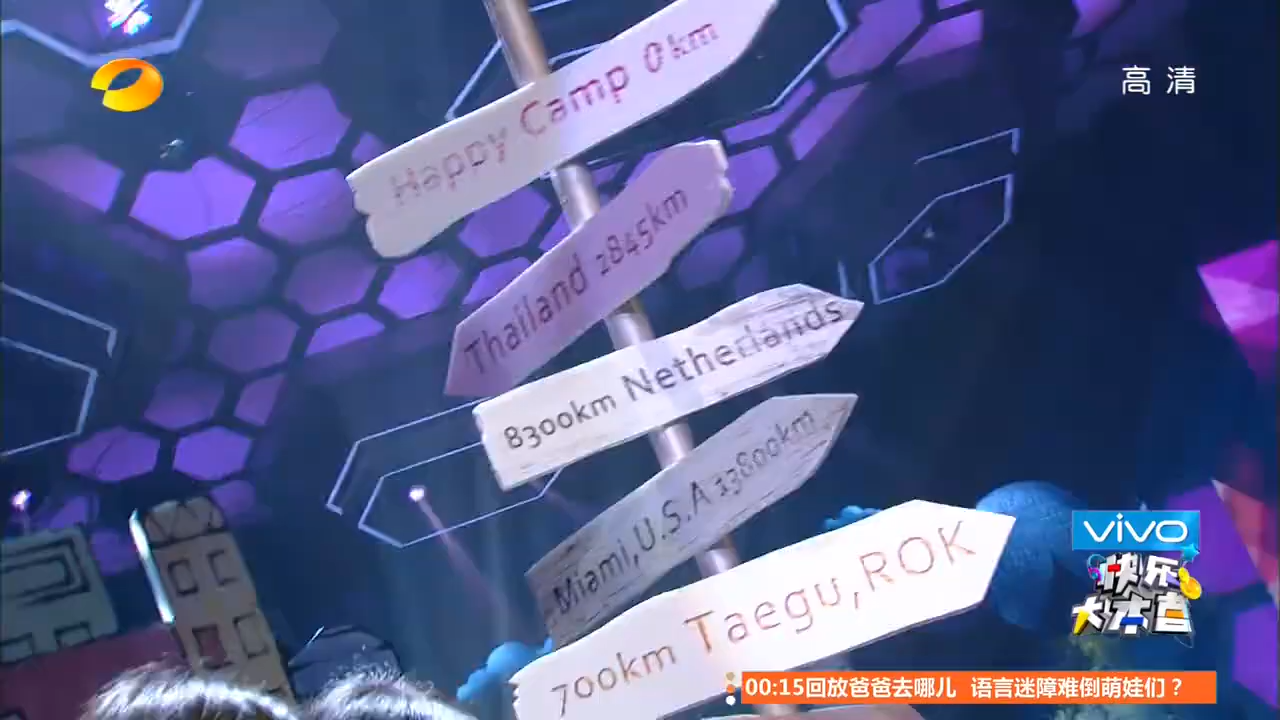 Happy Camp 0km
高清
Thailand 2845km
8300km Netherlands
Miami,U.S.A 13800km
700km Taegu,ROK
vivo
快乐
大本营
00:15回放爸爸去哪儿 语言迷障难倒萌娃们？